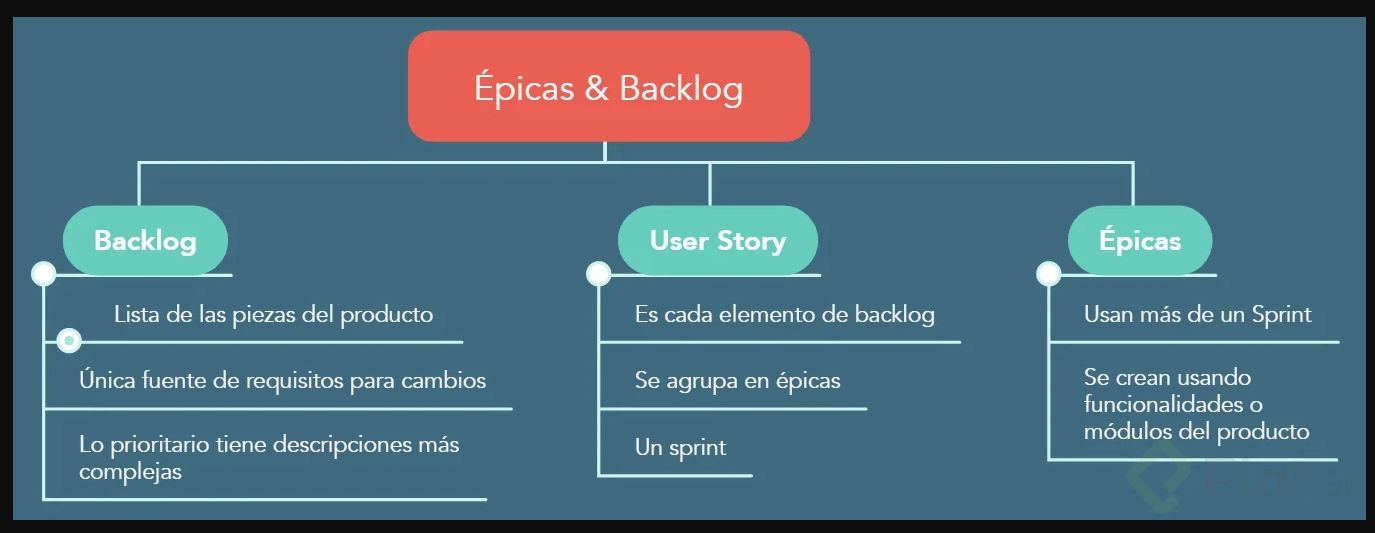 Épicas & Backlog
Backlog
Lista de las piezas del producto
Única fuente de requisitos para cambios
Lo prioritario tiene descripciones más
complejas
User Story
Es cada elemento de backlog
Se agrupa en épicas
Un sprint
Épicas
Usan más de un Sprint
Se crean usando
funcionalidades o
módulos del producto